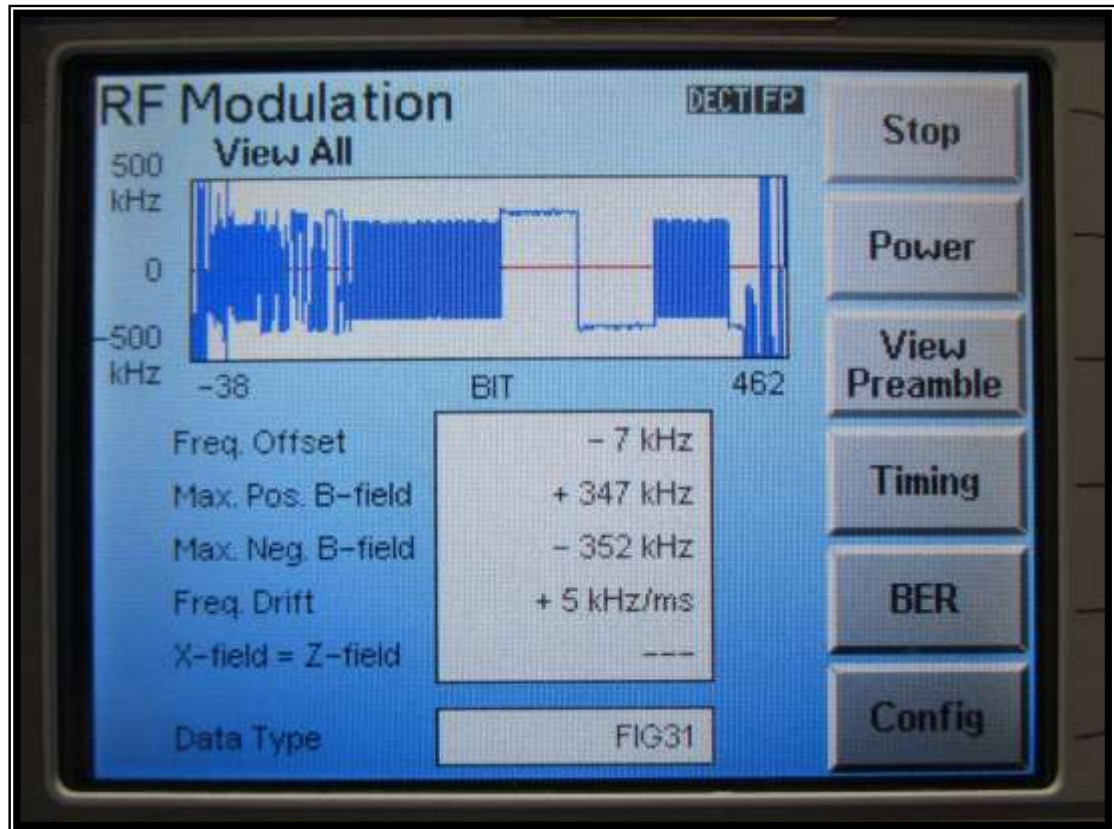 RF Modulation
DECT FP
View All
500
kHz
0
-500
kHz
-38
BIT
462
Freq. Offset
- 7 kHz
Max. Pos. B-field
+ 347 kHz
Max. Neg. B-field
- 352 kHz
Freq. Drift
+ 5 kHz/ms
X-field = Z-field
---
Data Type
FIG31
Stop
Power
View
Preamble
Timing
BER
Config